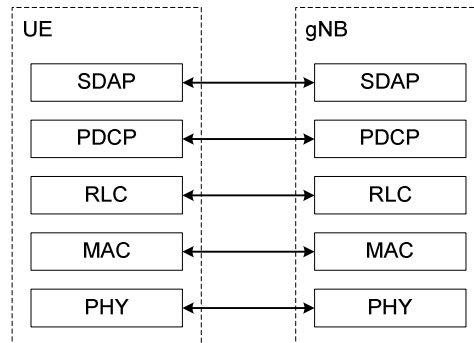 UE gNB
SDAP SDAP
PDCP PDCP
RLC RLC
MAC MAC
PHY PHY